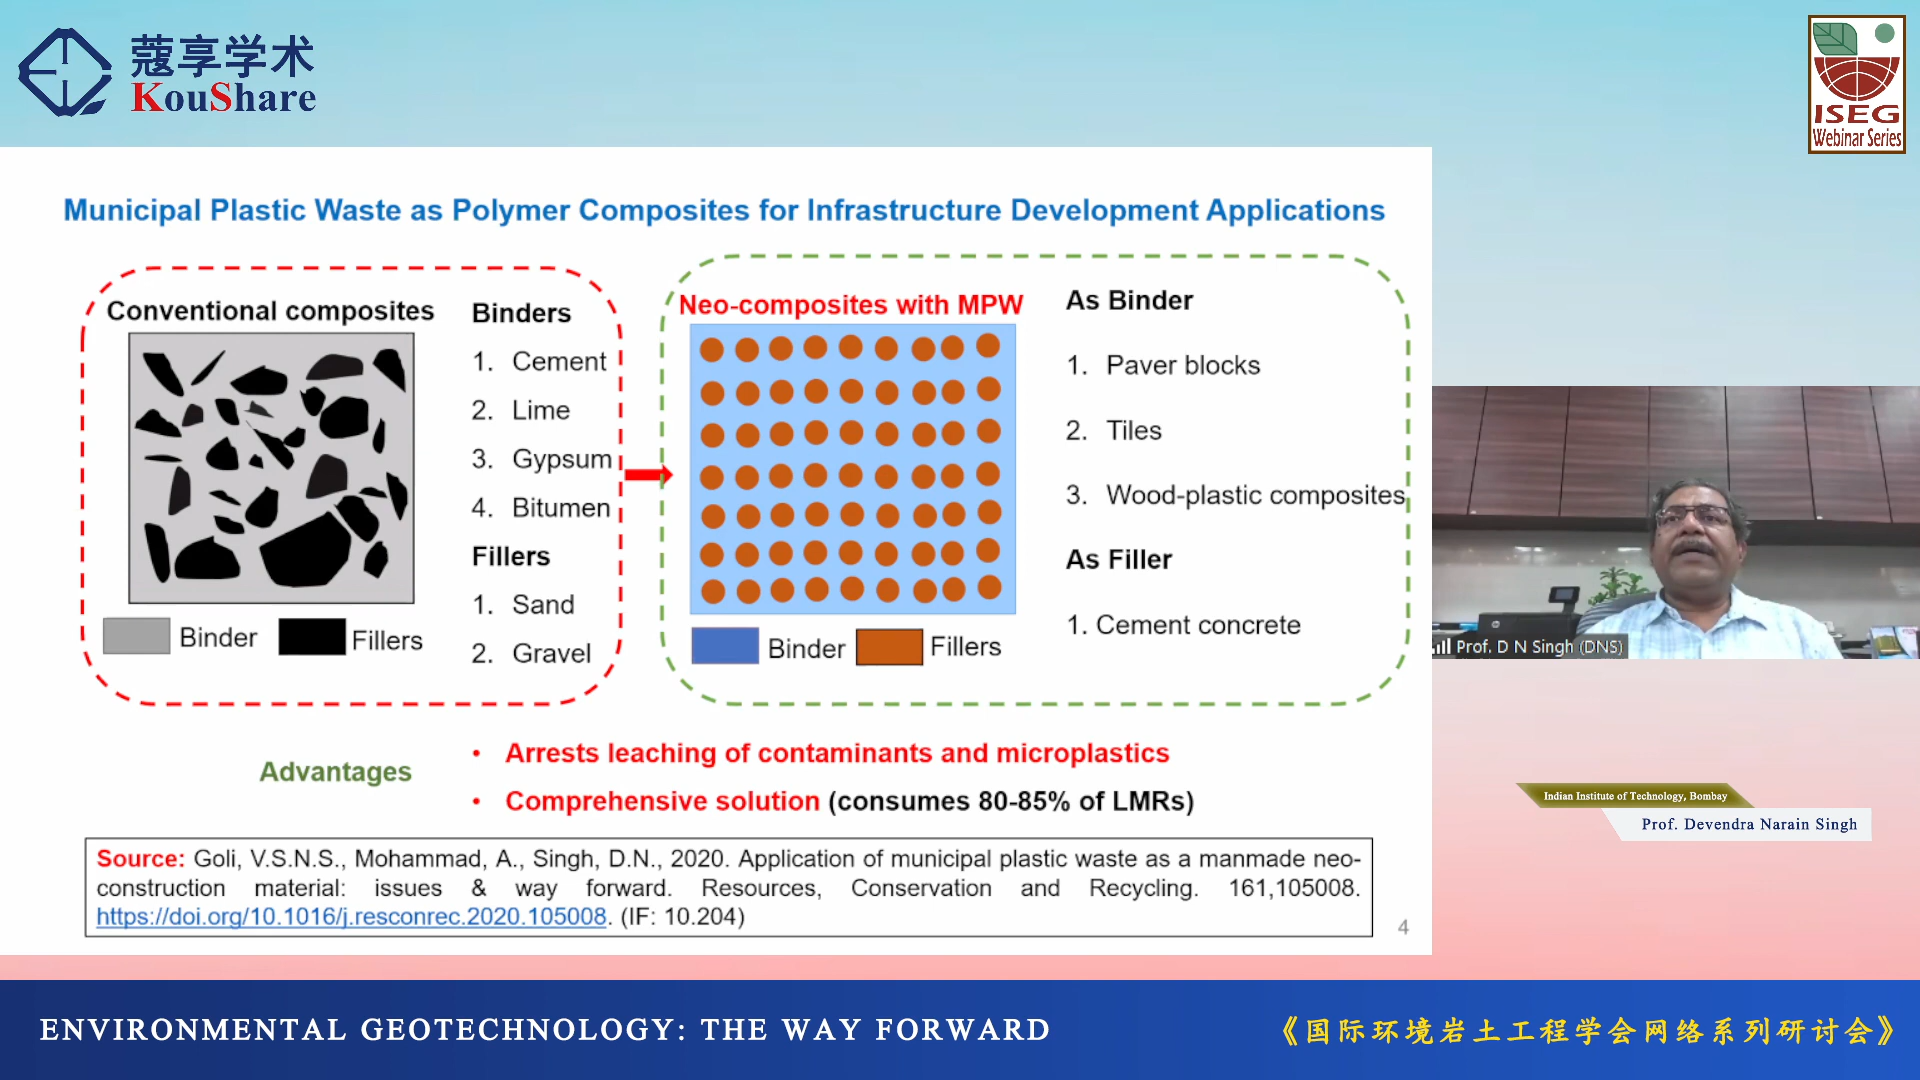 蔻享学术
KouShare
ISEG
Webinar Series
Municipal Plastic Waste as Polymer Composites for Infrastructure Development Applications
Conventional composites
Binder
Fillers
Binders
1. Cement
2. Lime
3. Gypsum
4. Bitumen
Fillers
1. Sand
2. Gravel
Neo-composites with MPW
Binder
Fillers
As Binder
1. Paver blocks
2. Tiles
3. Wood-plastic composites
As Filler
1. Cement concrete
Advantages
• Arrests leaching of contaminants and microplastics
• Comprehensive solution (consumes 80-85% of LMRs)
Source: Goli, V.S.N.S., Mohammad, A., Singh, D.N., 2020. Application of municipal plastic waste as a manmade neo-
construction material: issues & way forward. Resources, Conservation and Recycling. 161,105008.
https://doi.org/10.1016/j.resconrec.2020.105008. (IF: 10.204)
4
Prof. D N Singh (DNS)
Indian Institute of Technology, Bombay
Prof. Devendra Narain Singh
ENVIRONMENTAL GEOTECHNOLOGY: THE WAY FORWARD
《国际环境岩土工程学会网络系列研讨会》